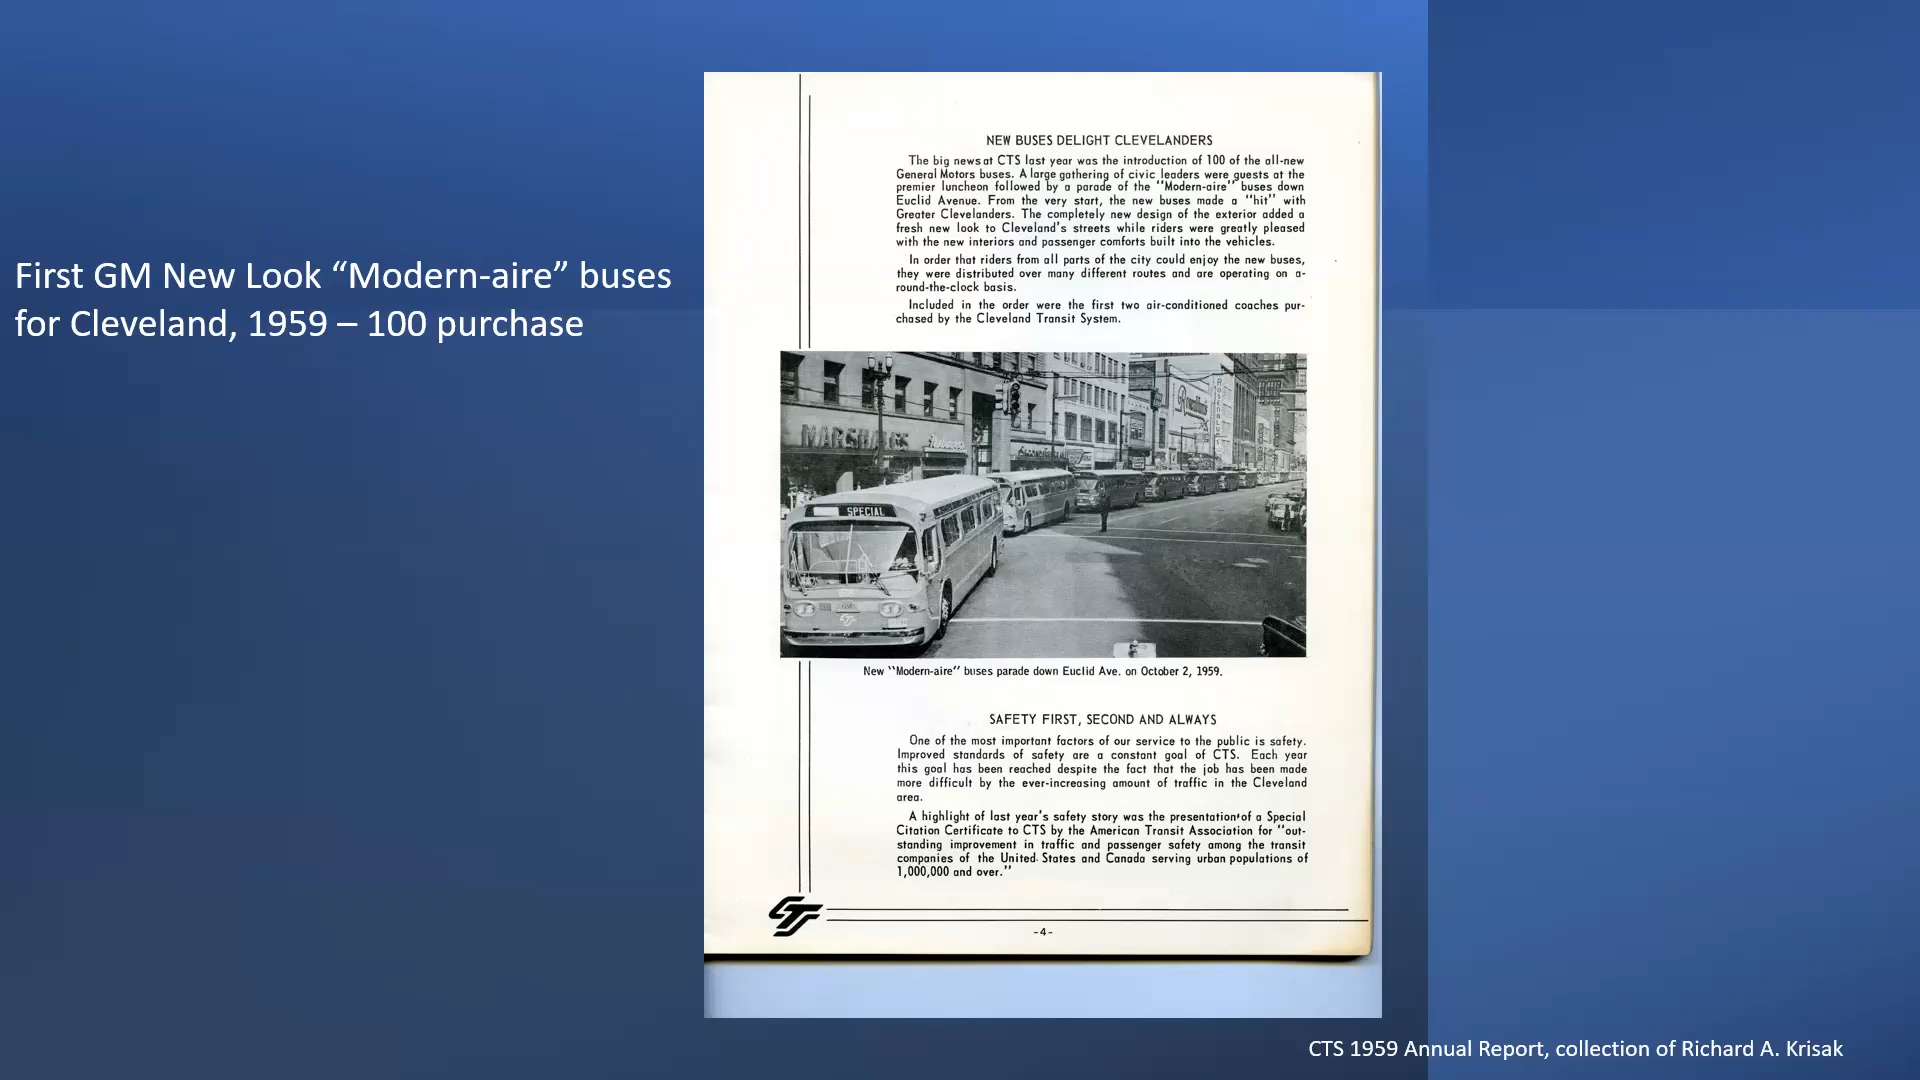 First GM New Look “Modern-aire” buses
for Cleveland, 1959 – 100 purchase
NEW BUSES DELIGHT CLEVELANDERS
The big news at CTS last year was the introduction of 100 of the all-new
General Motors buses. A large gathering of civic leaders were guests at the
premier luncheon followed by a parade of the "Modern-aire" buses down
Euclid Avenue. From the very start, the new buses made a "hit" with
Greater Clevelanders. The completely new design of the exterior added a
fresh new look to Cleveland's streets while riders were greatly pleased
with the new interiors and passenger comforts built into the vehicles.
In order that riders from all parts of the city could enjoy the new buses,
they were distributed over many different routes and are operating on a-
round-the-clock basis.
Included in the order were the first two air-conditioned coaches pur-
chased by the Cleveland Transit System.
MARSHALL'S
SPECIAL
New "Modern-aire" buses parade down Euclid Ave. on October 2, 1959.
SAFETY FIRST, SECOND AND ALWAYS
One of the most important factors of our service to the public is safety.
Improved standards of safety are a constant goal of CTS. Each year
this goal has been reached despite the fact that the job has been made
more difficult by the ever-increasing amount of traffic in the Cleveland
area.
A highlight of last year's safety story was the presentation of a Special
Citation Certificate to CTS by the American Transit Association for "out-
standing improvement in traffic and passenger safety among the transit
companies of the United States and Canada serving urban populations of
1,000,000 and over."
CTS
-4-
CTS 1959 Annual Report, collection of Richard A. Krisak